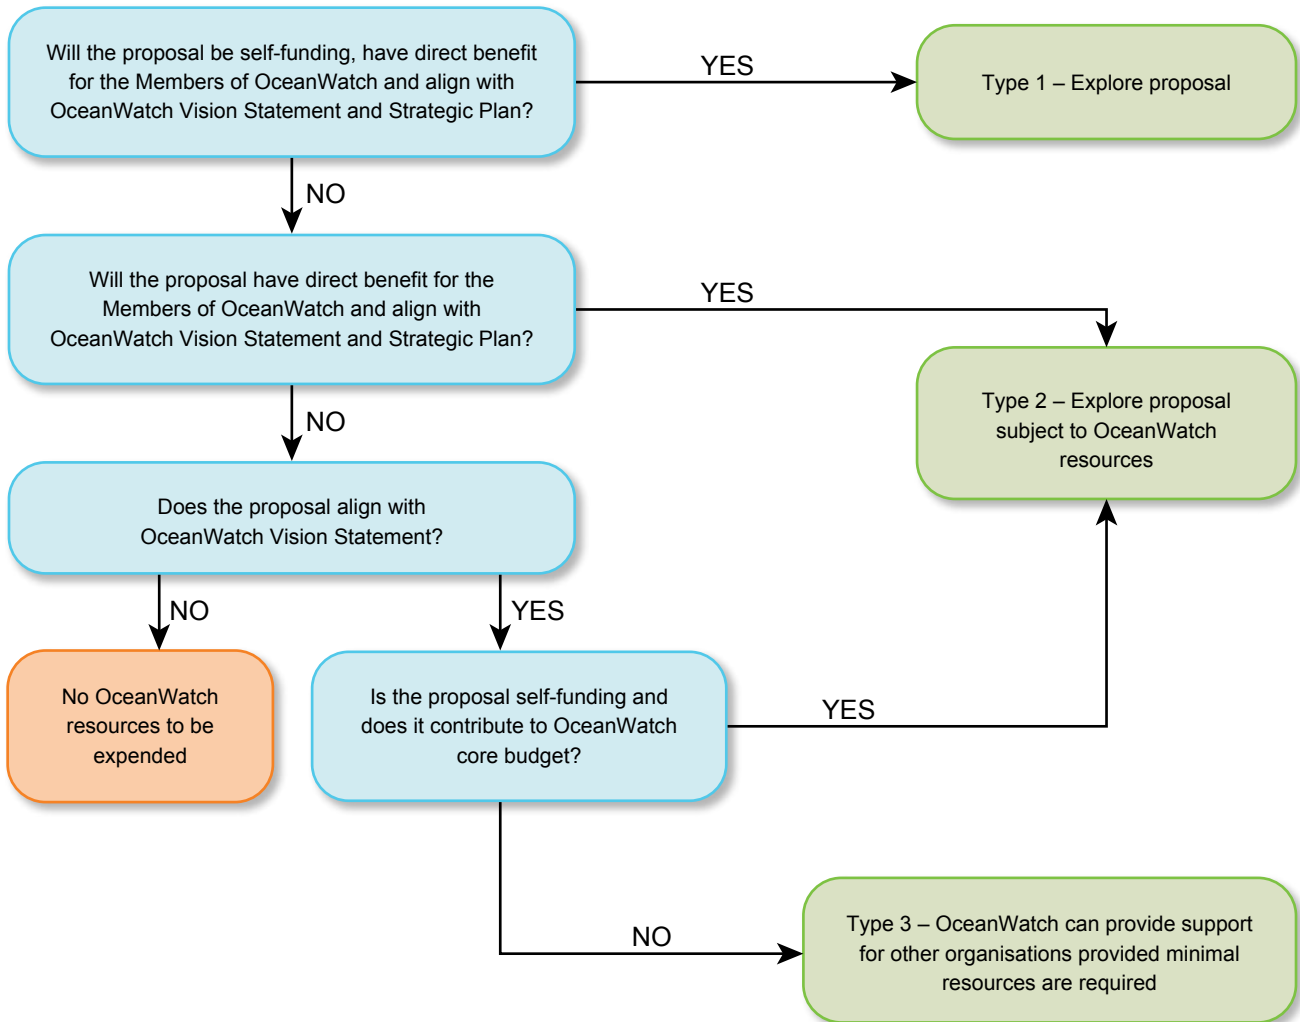 Will the proposal be self-funding, have direct benefit
for the Members of OceanWatch and align with
OceanWatch Vision Statement and Strategic Plan?
YES
Type 1 – Explore proposal
NO
Will the proposal have direct benefit for the
Members of OceanWatch and align with
OceanWatch Vision Statement and Strategic Plan?
YES
Type 2 – Explore proposal
subject to OceanWatch
resources
NO
Does the proposal align with
OceanWatch Vision Statement?
NO
YES
No OceanWatch
resources to be
expended
Is the proposal self-funding and
does it contribute to OceanWatch
core budget?
YES
NO
Type 3 – OceanWatch can provide support
for other organisations provided minimal
resources are required